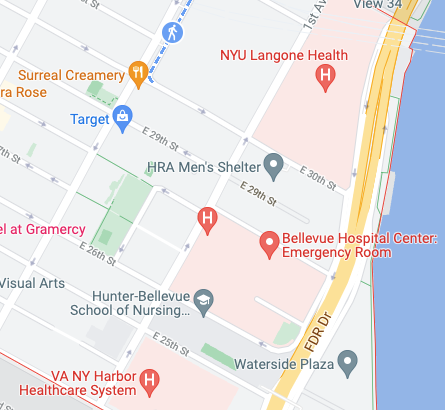 View 34
1st Av
NYU Langone Health
H
Surreal Creamery
ra Rose
Target
E 29th St
7th St
HRA Men's Shelter
E 30th St
E 29th St
el at Gramercy
H
Bellevue Hospital Center:
Emergency Room
E 26th St
Visual Arts
Hunter-Bellevue
School of Nursing...
FDR Dr
E 25th St
Waterside Plaza
VA NY Harbor
Healthcare System
H